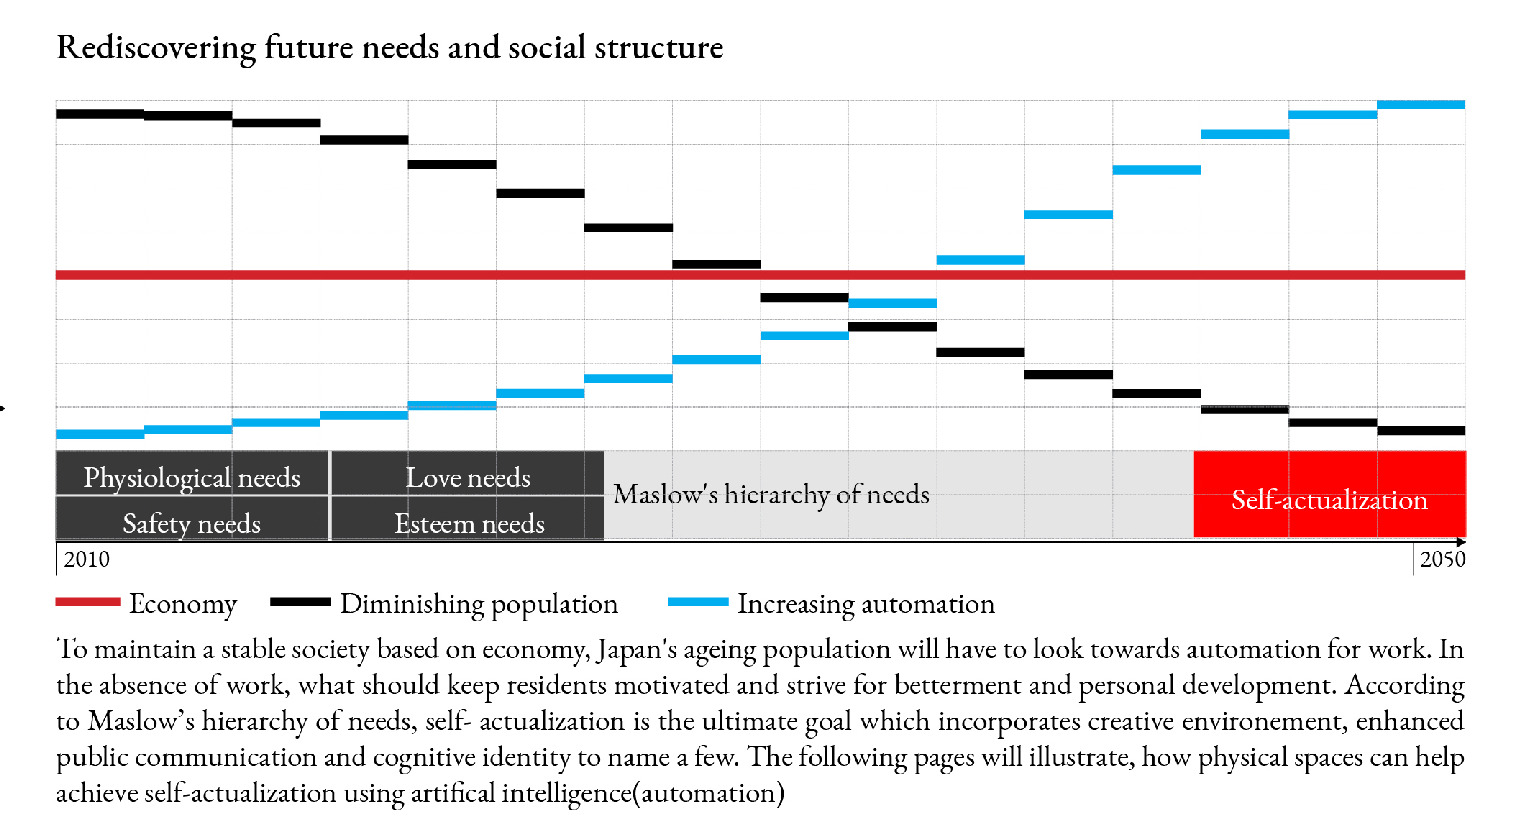 Rediscovering future needs and social structure
Physiological needs
Love needs
Safety needs
Esteem needs
Maslow's hierarchy of needs
Self-actualization
2010
2050
Economy
Diminishing population
Increasing automation
To maintain a stable society based on economy, Japan's ageing population will have to look towards automation for work. In
the absence of work, what should keep residents motivated and strive for betterment and personal development. According
to Maslow’s hierarchy of needs, self- actualization is the ultimate goal which incorporates creative environement, enhanced
public communication and cognitive identity to name a few. The following pages will illustrate, how physical spaces can help
achieve self-actualization using artifical intelligence(automation)